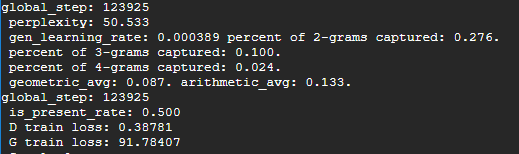 global_step: 123925
perplexity: 50.533
gen_learning_rate: 0.000389 percent of 2-grams captured: 0.276.
percent of 3-grams captured: 0.100.
percent of 4-grams captured: 0.024.
geometric_avg: 0.087. arithmetic_avg: 0.133.
global_step: 123925
is_present_rate: 0.500
D train loss: 0.38781
G train loss: 91.78407